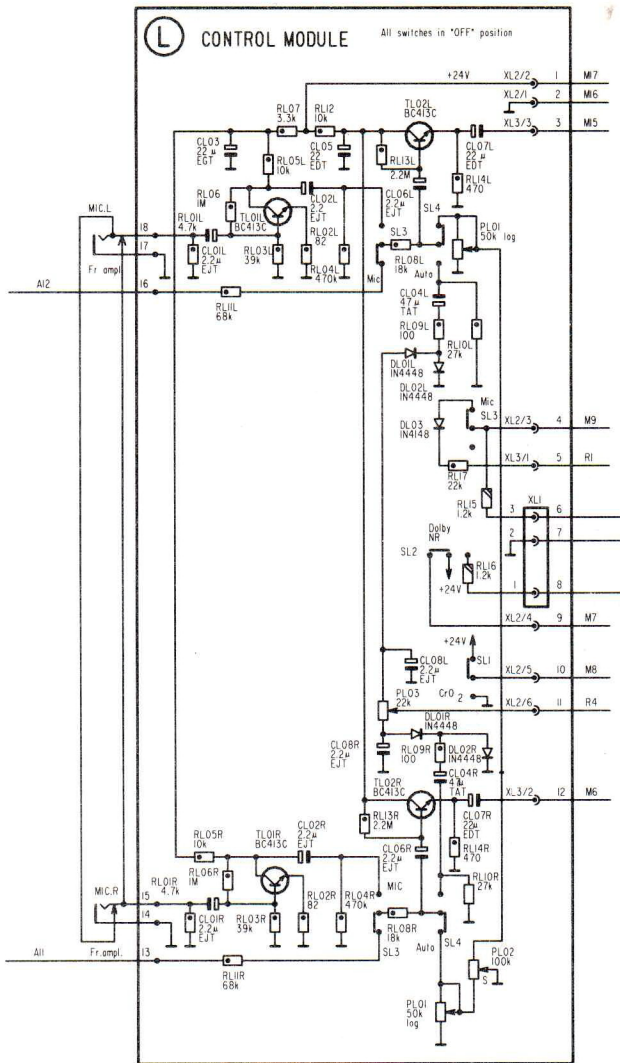 L CONTROL MODULE
All switches in "OFF" position
+24V XL2/2 1 M17
XL2/1 2 M16
XL3/3 3 M15
RL07
3.3k
RL12
10k
TL02L
BC413C
CL03
22 µ
EGT
CL05
22
EDT
RL05L
10k
RL13L
2.2M
CL07L
22 µ
EDT
RL14L
470
CL06L
2.2µ
EJT
RL06
1M
CL02L
2.2
EJT
TL01L
BC413C
SL4
SL3
PL01
50k log
MIC.L
RL01L
4.7k
18
17
CL01L
2.2µ
EJT
RL03L
39k
RL02L
82
RL04L
470k
Mic
RL08L
18k
Auto
Fr. ampl.
A12 16
RL11L
68k
CL04L
47µ
TAT
RL09L
100
RL10L
27k
DL01L
IN4448
DL02L
IN4448
Mic
SL3
DL03
IN4148
XL2/3 4 M9
XL3/1 5 R1
RL17
22k
RL15
1.2k
XL1
3 6
2 7
1 8
Dolby
NR
SL2
RL16
1.2k
+24V
XL2/4 9 M7
+24V
SL1
XL2/5 10 M8
CL08L
2.2µ
EJT
CrO2
PL03
22k
XL2/6 11 R4
DL01R
IN4448
CL08R
2.2µ
EJT
RL09R
100
DL02R
IN4448
CL04R
47µ
TAT
TL02R
BC413C
XL3/2 12 M6
RL13R
2.2M
CL07R
22µ
EDT
CL06R
2.2µ
EJT
RL14R
470
RL05R
10k
TL01R
BC413C
CL02R
2.2µ
EJT
RL06R
1M
MIC
RL10R
27k
MIC.R
RL01R
4.7k
15
14
CL01R
2.2µ
EJT
RL03R
39k
RL02R
82
RL04R
470k
RL08R
18k
SL3
Auto
SL4
A11 Fr.ampl. 13
RL11R
68k
PL02
100k
S
PL01
50k
log